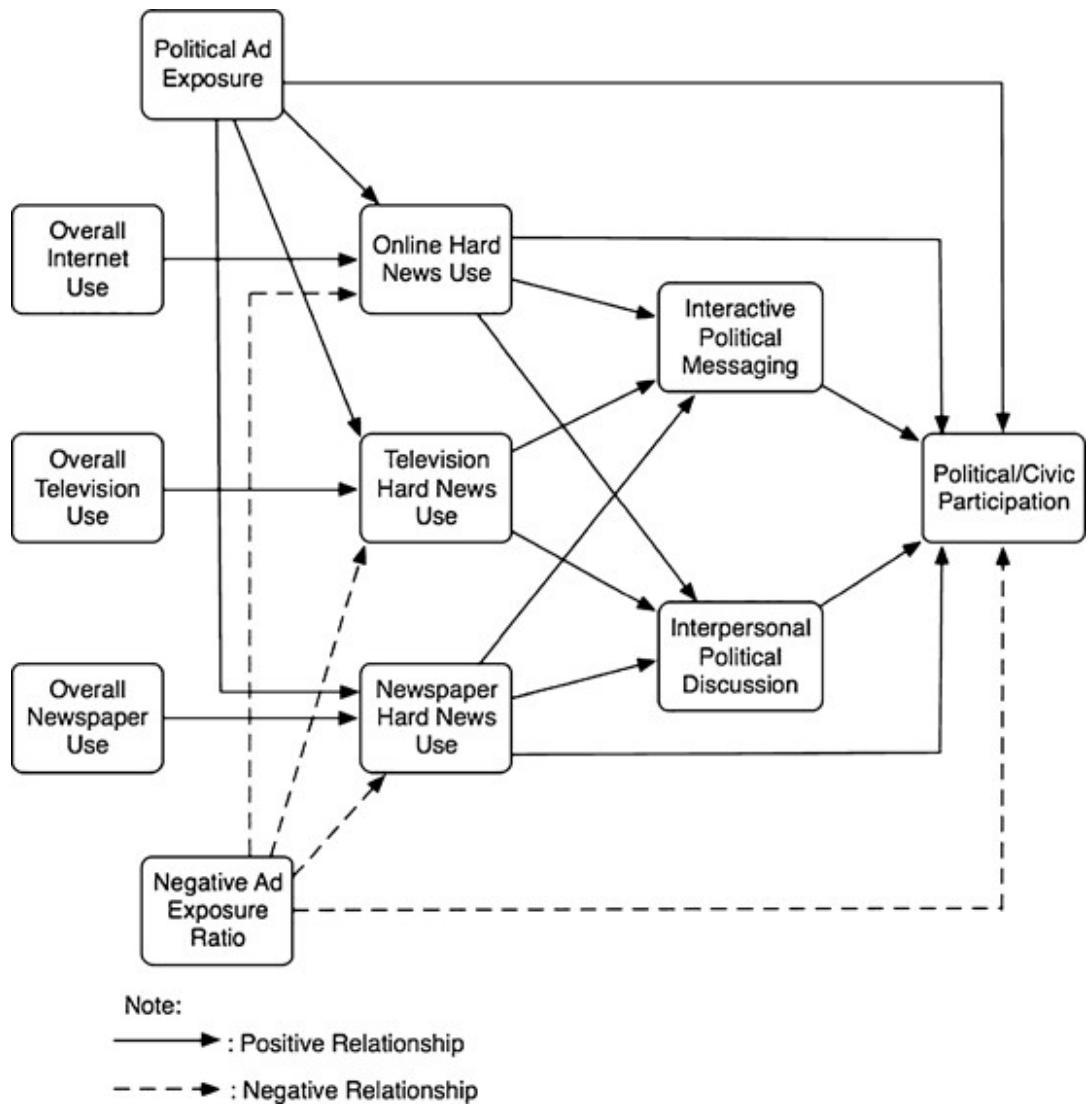 Political Ad
Exposure
Overall
Internet
Use
Online Hard
News Use
Interactive
Political
Messaging
Overall
Television
Use
Television
Hard News
Use
Political/Civic
Participation
Interpersonal
Political
Discussion
Overall
Newspaper
Use
Newspaper
Hard News
Use
Negative Ad
Exposure
Ratio
Note:
: Positive Relationship
: Negative Relationship